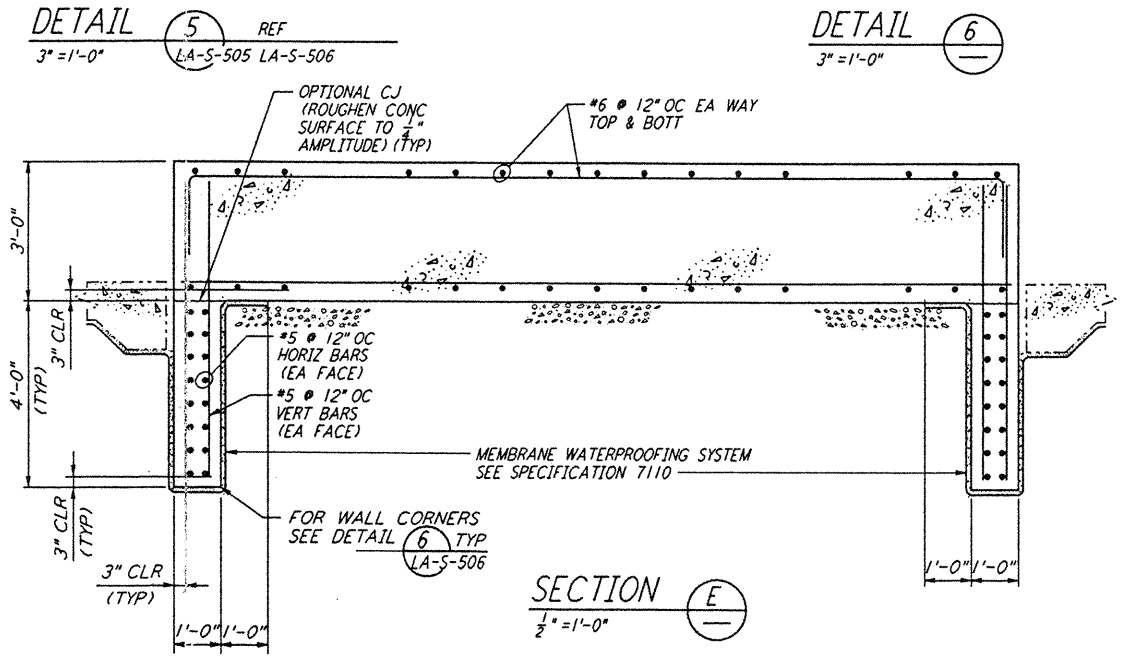 DETAIL 5 REF
3" =1'-0" LA-S-505 LA-S-506
DETAIL 6
3" =1'-0"
OPTIONAL CJ
(ROUGHEN CONC
SURFACE TO 1/4"
AMPLITUDE) (TYP)
#6 @ 12" OC EA WAY
TOP & BOTT
3'-0"
4'-0"
(TYP)
3" CLR
#5 @ 12" OC
HORIZ BARS
(EA FACE)
#5 @ 12" OC
VERT BARS
(EA FACE)
MEMBRANE WATERPROOFING SYSTEM
SEE SPECIFICATION 7110
3" CLR
(TYP)
FOR WALL CORNERS
SEE DETAIL 6 TYP
LA-S-506
3" CLR
(TYP)
1'-0" 1'-0"
1'-0" 1'-0"
SECTION E
1/2" =1'-0"